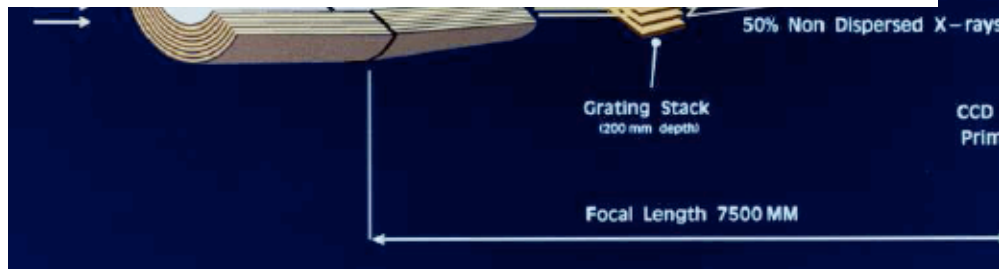 50% Non Dispersed X-rays
Grating Stack
(200 mm depth)
CCD
Prim
Focal Length 7500 MM